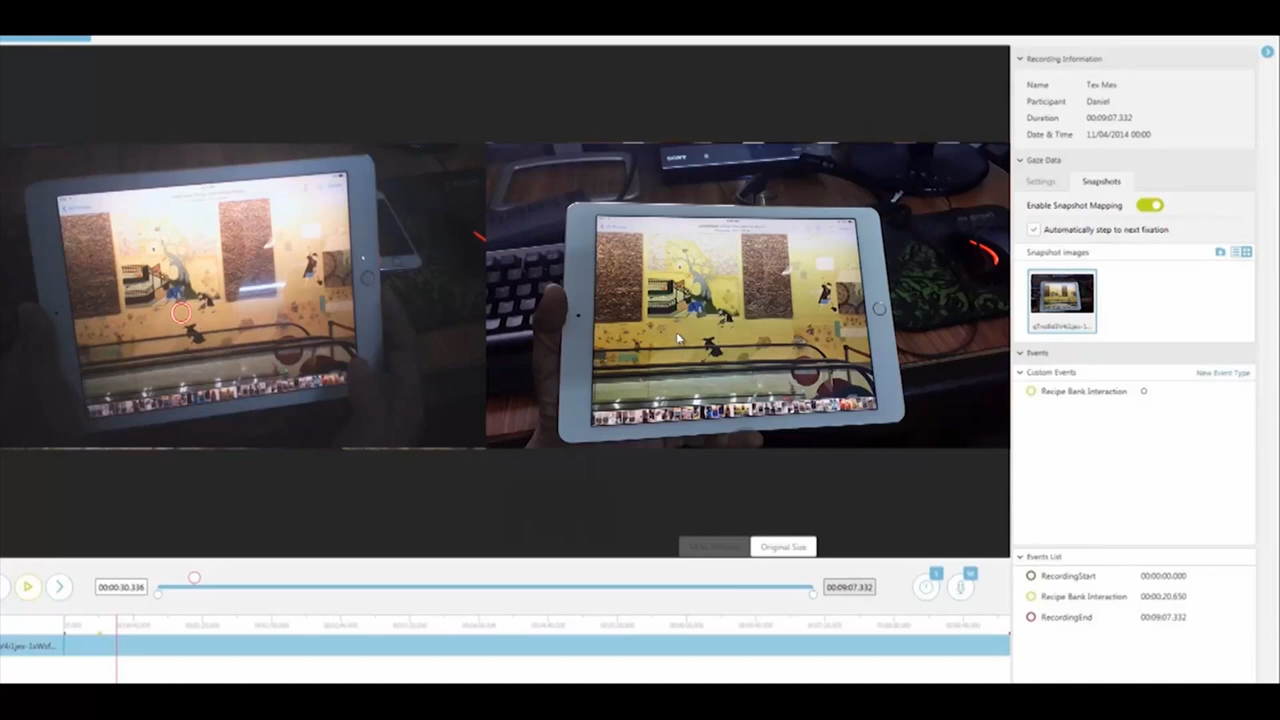 Recording Information
Name Tex Mex
Participant Daniel
Duration 00:09:07.332
Date & Time 11/04/2014 00:00
Gaze Data
Settings Snapshots
Enable Snapshot Mapping
Automatically step to next fixation
Snapshot images
Events
Custom Events New Event Type
Recipe Bank Interaction
SONY
Original Size
00:00:30.336
00:09:07.332
Events List
RecordingStart 00:00:00.000
Recipe Bank Interaction 00:00:20.650
RecordingEnd 00:09:07.332